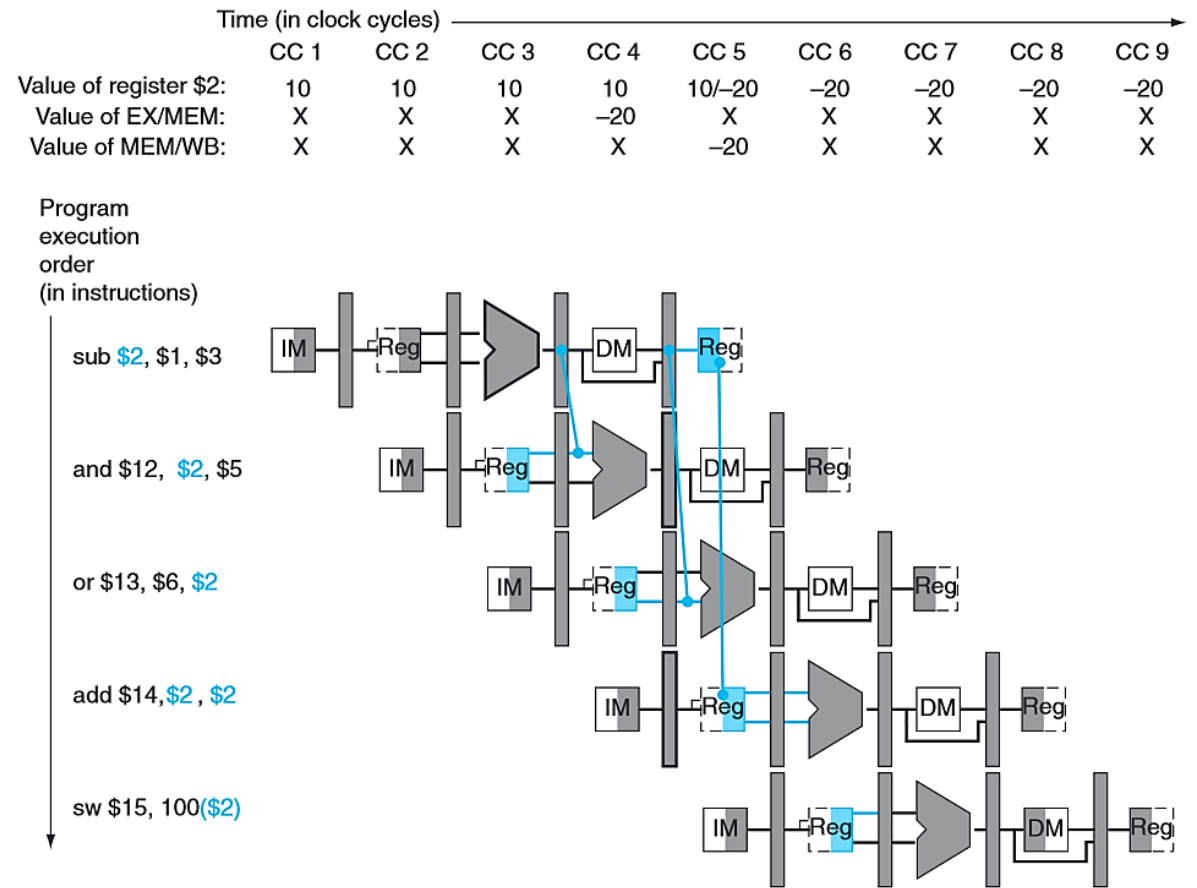 Time (in clock cycles)
CC 1 CC 2 CC 3 CC 4 CC 5 CC 6 CC 7 CC 8 CC 9
Value of register $2: 10 10 10 10 10/–20 –20 –20 –20 –20
Value of EX/MEM: X X X –20 X X X X X
Value of MEM/WB: X X X X –20 X X X X
Program
execution
order
(in instructions)
sub $2, $1, $3 IM Reg DM Reg
and $12, $2, $5 IM Reg DM Reg
or $13, $6, $2 IM Reg DM Reg
add $14,$2 , $2 IM Reg DM Reg
sw $15, 100($2) IM Reg DM Reg